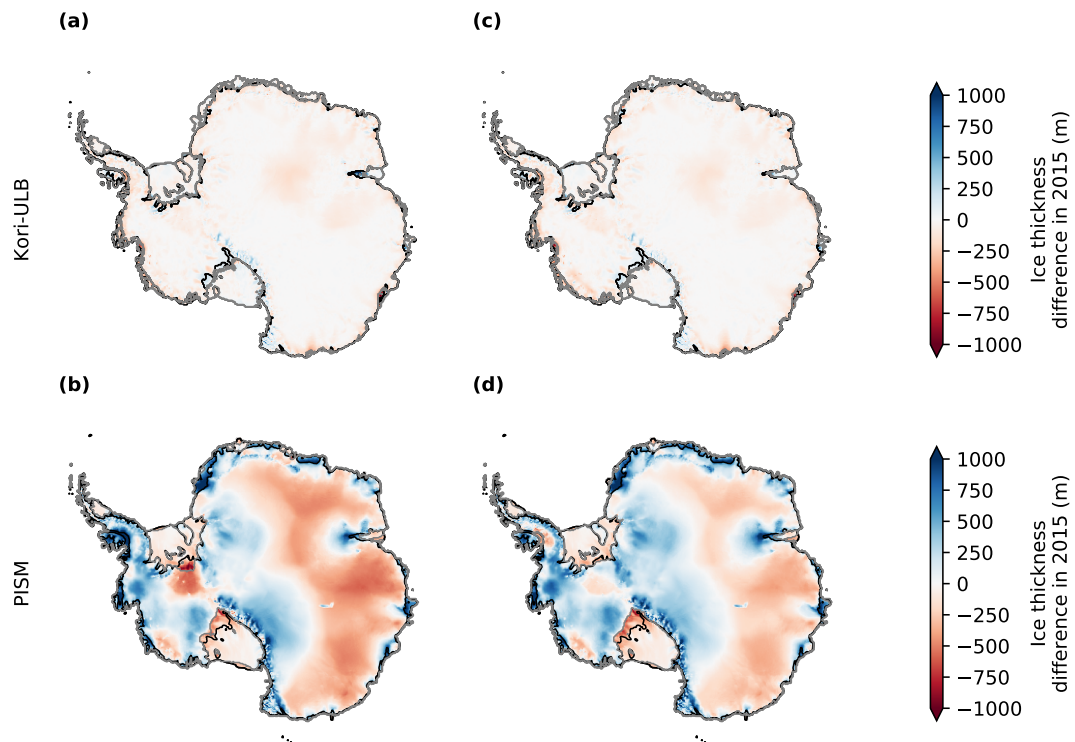 (a)
(c)
Kori-ULB
1000
750
500
250
0
−250
−500
−750
−1000
Ice thickness
difference in 2015 (m)
(b)
(d)
PISM
1000
750
500
250
0
−250
−500
−750
−1000
Ice thickness
difference in 2015 (m)